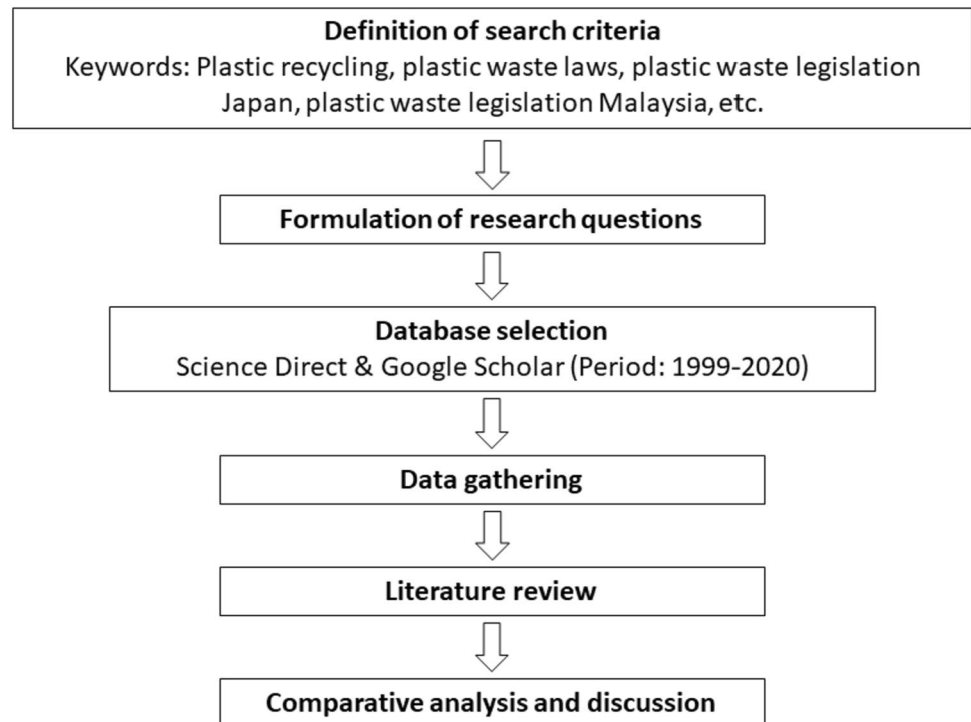 Definition of search criteria
Keywords: Plastic recycling, plastic waste laws, plastic waste legislation
Japan, plastic waste legislation Malaysia, etc.
Formulation of research questions
Database selection
Science Direct & Google Scholar (Period: 1999-2020)
Data gathering
Literature review
Comparative analysis and discussion